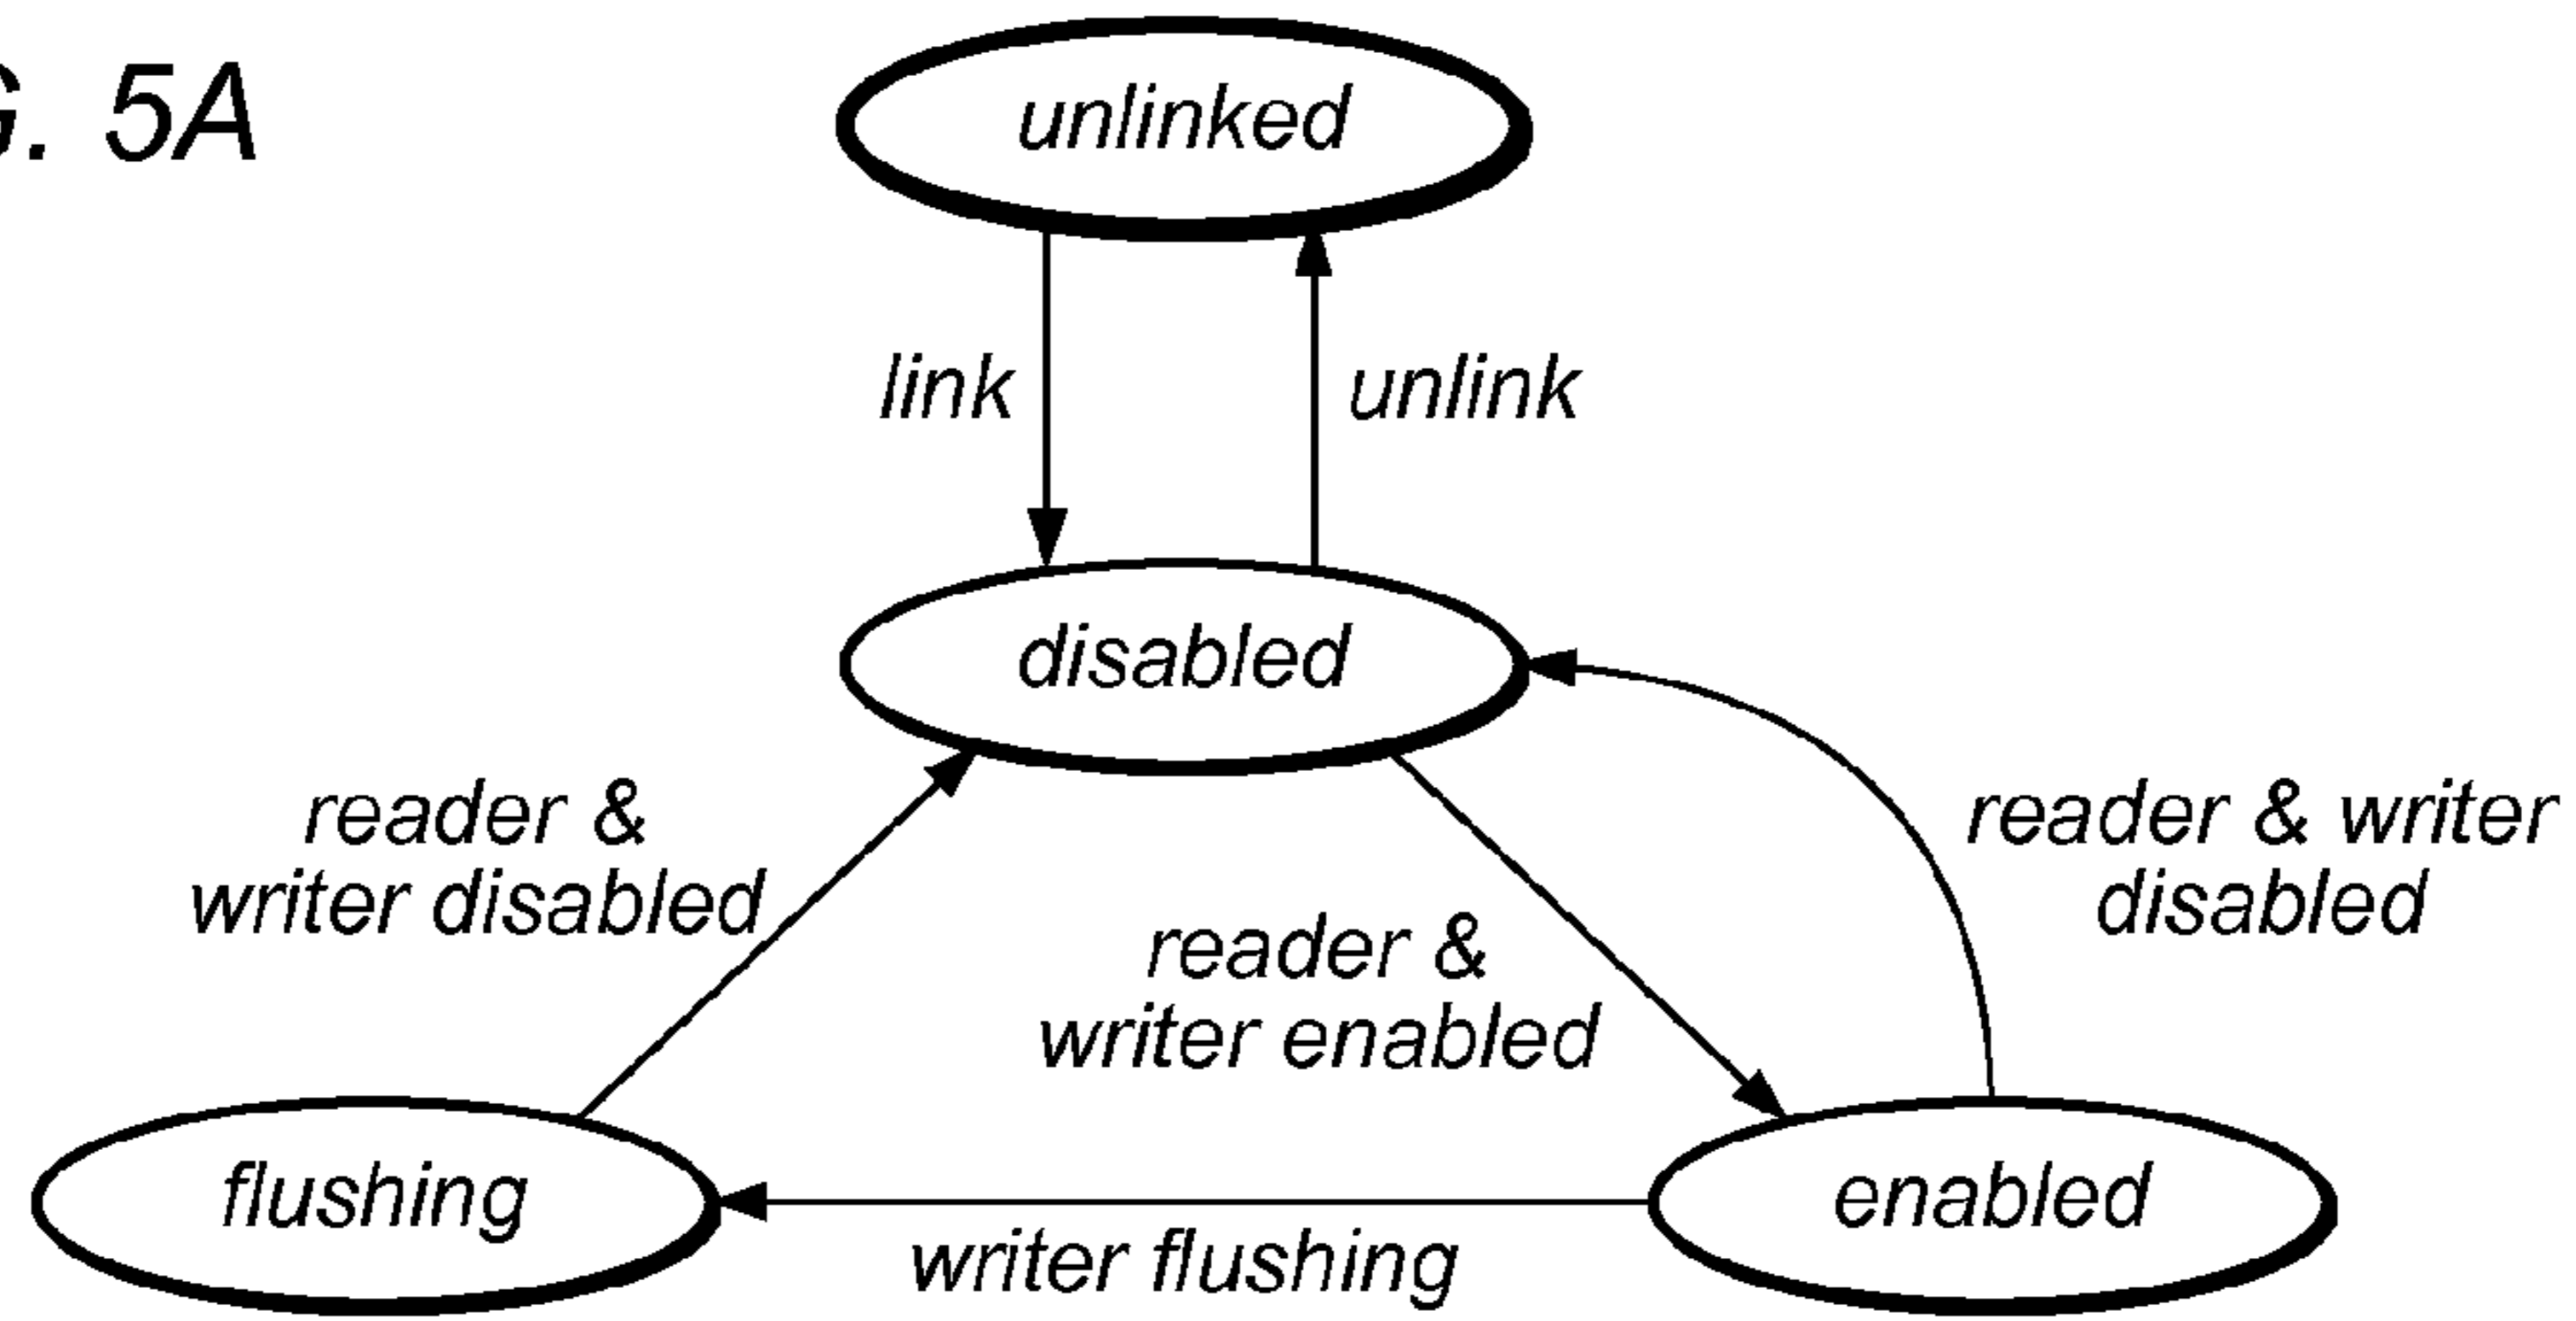 G. 5A
unlinked
link
unlink
disabled
reader &
writer disabled
reader &
writer enabled
reader & writer
disabled
flushing
enabled
writer flushing